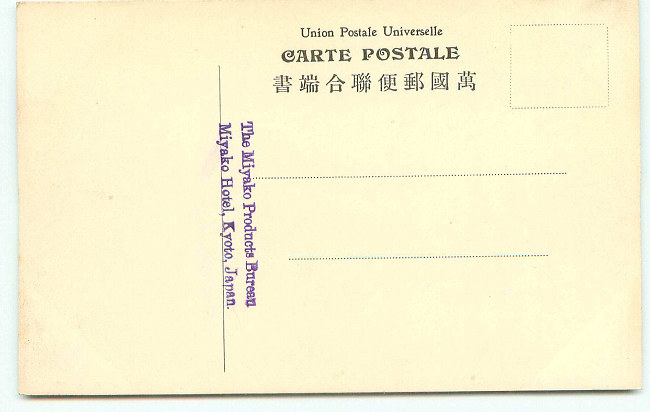 Union Postale Universelle
CARTE POSTALE
萬國郵便聯合端書
The Miyako Products Bureau
Miyako Hotel, Kyoto, Japan.